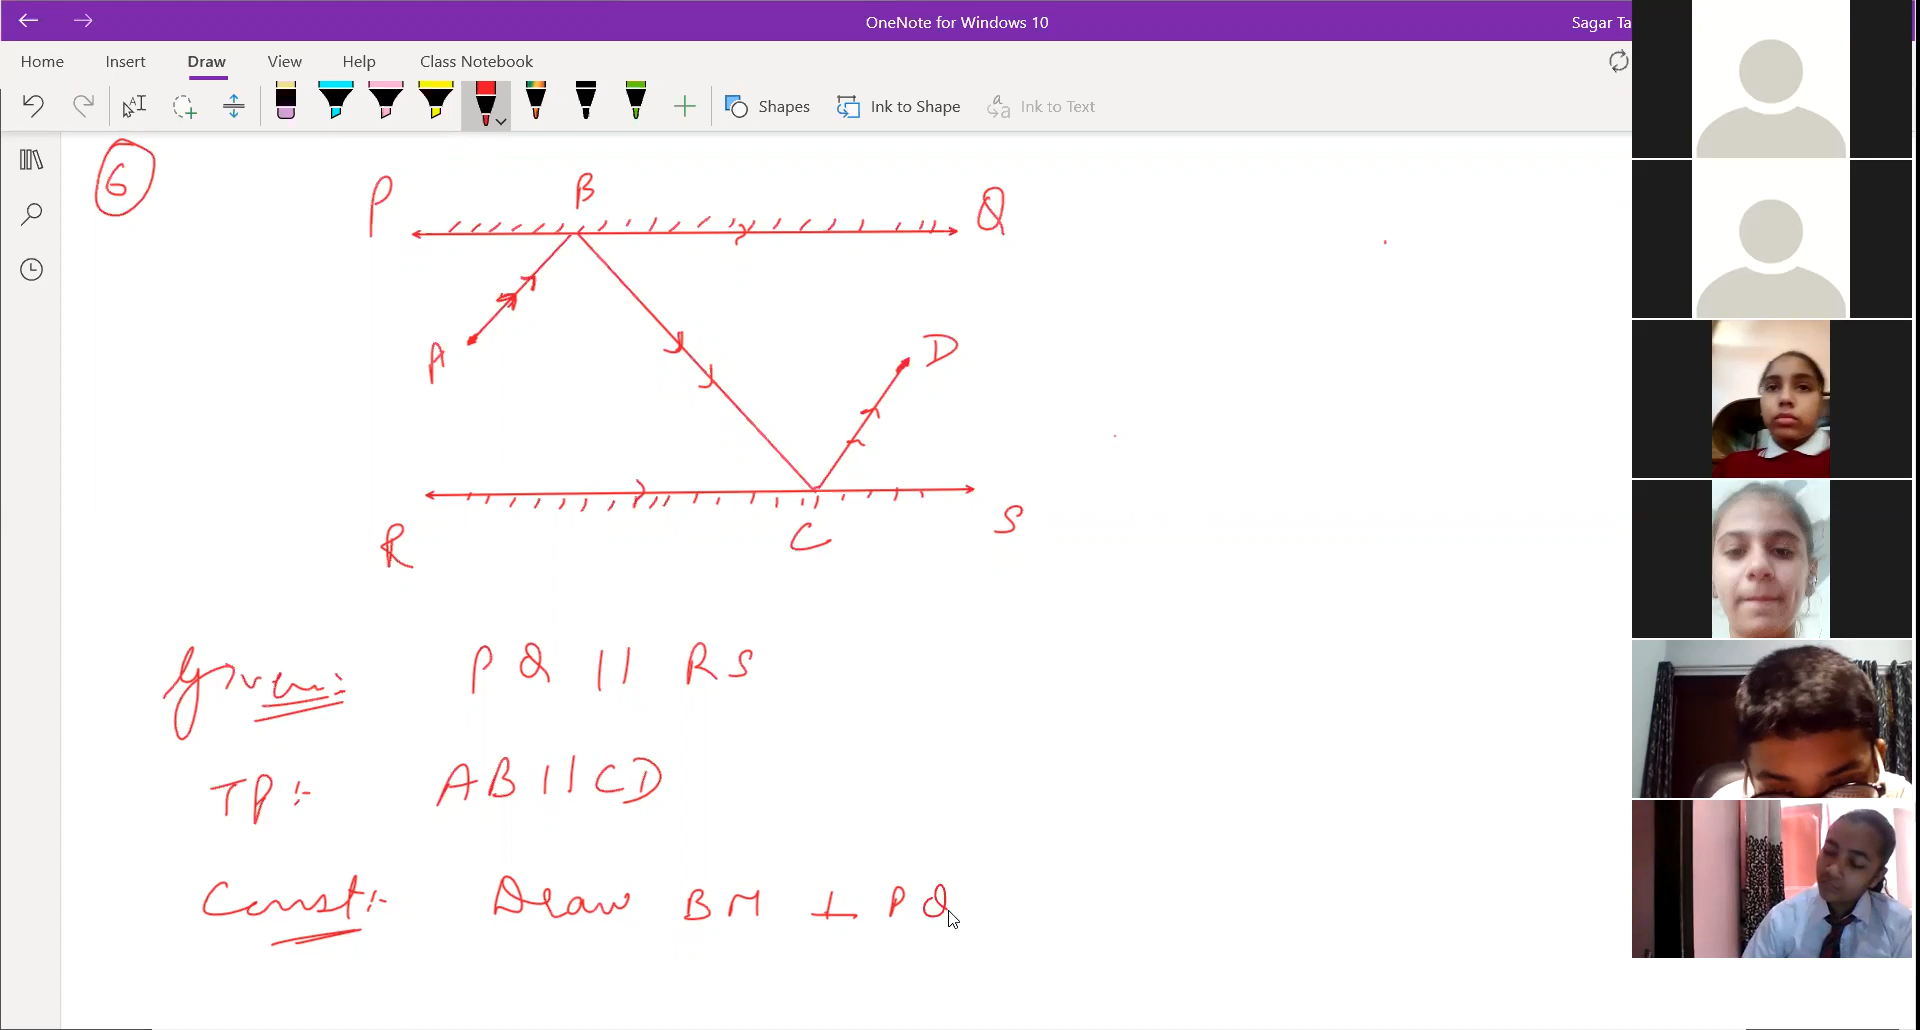 OneNote for Windows 10
Sagar Ta
Home Insert Draw View Help Class Notebook
Shapes Ink to Shape Ink to Text
6
P B Q
A D
R C S
Given:- PQ || RS
TP:- AB || CD
Const:- Draw BM ⊥ PQ